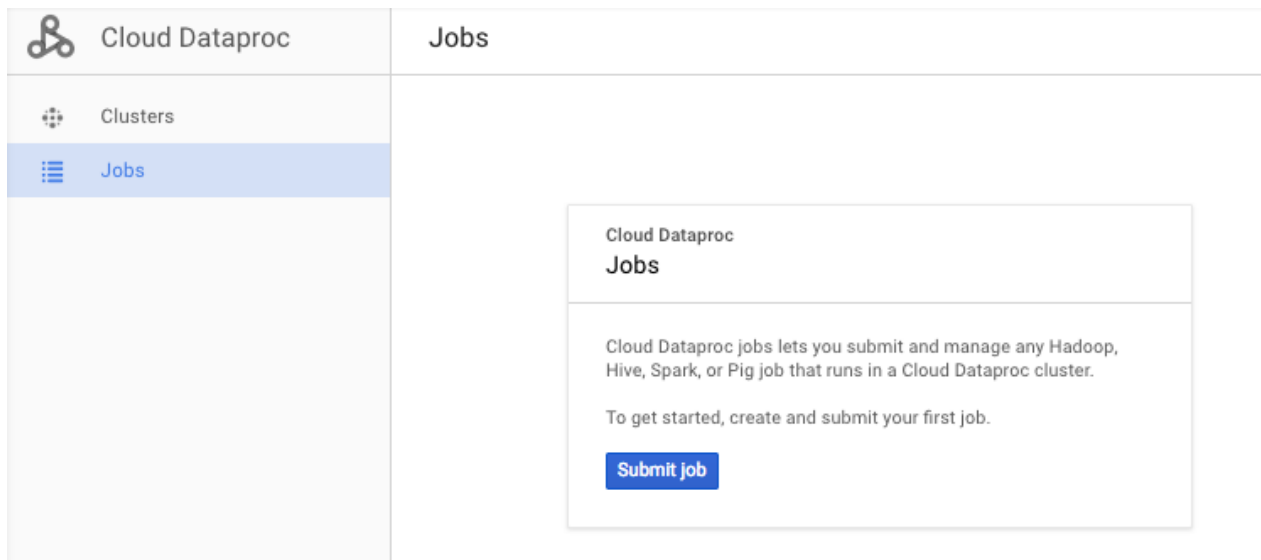 Cloud Dataproc
Jobs
Clusters
Jobs
Cloud Dataproc
Jobs
Cloud Dataproc jobs lets you submit and manage any Hadoop,
Hive, Spark, or Pig job that runs in a Cloud Dataproc cluster.
To get started, create and submit your first job.
Submit job